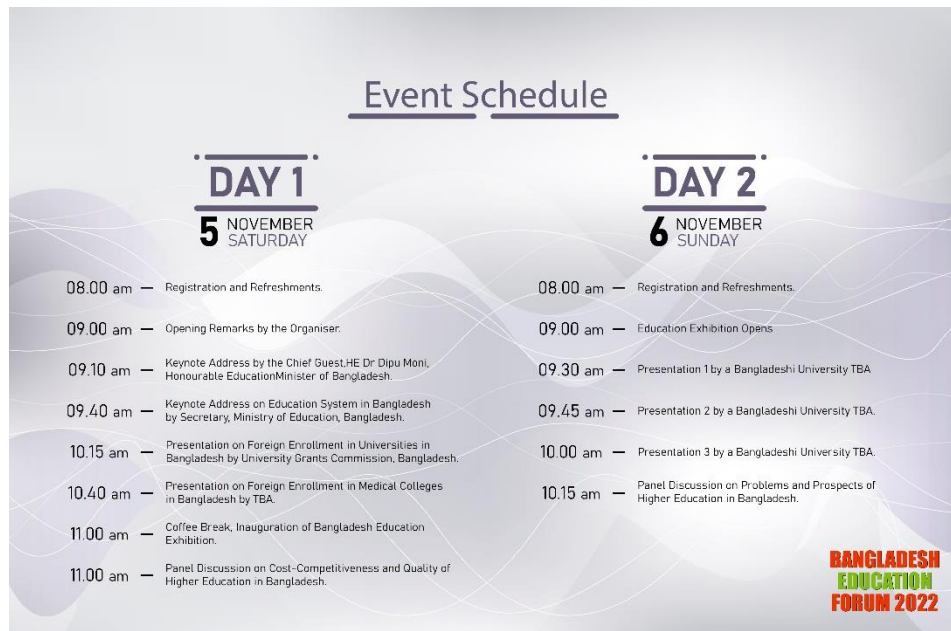 Event Schedule
DAY 1
5 NOVEMBER
SATURDAY
08.00 am — Registration and Refreshments.
09.00 am — Opening Remarks by the Organiser.
09.10 am — Keynote Address by the Chief Guest,HE Dr Dipu Moni,
Honourable EducationMinister of Bangladesh.
09.40 am — Keynote Address on Education System in Bangladesh
by Secretary, Ministry of Education, Bangladesh.
10.15 am — Presentation on Foreign Enrollment in Universities in
Bangladesh by University Grants Commission, Bangladesh.
10.40 am — Presentation on Foreign Enrollment in Medical Colleges
in Bangladesh by TBA.
11.00 am — Coffee Break, Inauguration of Bangladesh Education
Exhibition.
11.00 am — Panel Discussion on Cost-Competitiveness and Quality of
Higher Education in Bangladesh.
DAY 2
6 NOVEMBER
SUNDAY
08.00 am — Registration and Refreshments.
09.00 am — Education Exhibition Opens
09.30 am — Presentation 1 by a Bangladeshi University TBA
09.45 am — Presentation 2 by a Bangladeshi University TBA.
10.00 am — Presentation 3 by a Bangladeshi University TBA.
10.15 am — Panel Discussion on Problems and Prospects of
Higher Education in Bangladesh.
BANGLADESH
EDUCATION
FORUM 2022